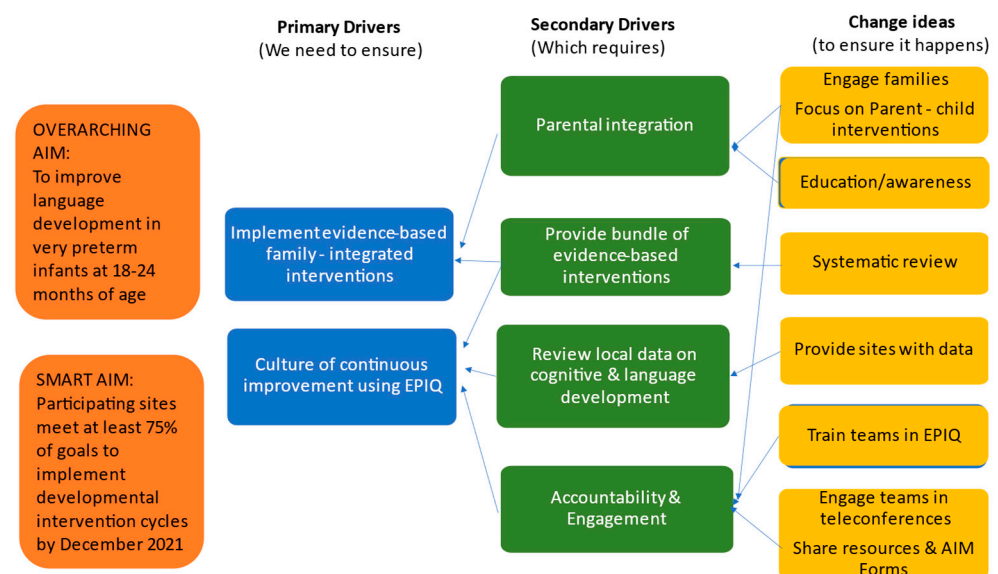 Primary Drivers
(We need to ensure)
Secondary Drivers
(Which requires)
Change ideas
(to ensure it happens)
OVERARCHING
AIM:
To improve
language
development in
very preterm
infants at 18-24
months of age
SMART AIM:
Participating sites
meet at least 75%
of goals to
implement
developmental
intervention cycles
by December 2021
Implement evidence-based
family - integrated
interventions
Culture of continuous
improvement using EPIQ
Parental integration
Provide bundle of
evidence-based
interventions
Review local data on
cognitive & language
development
Accountability &
Engagement
Engage families
Focus on Parent - child
interventions
Education/awareness
Systematic review
Provide sites with data
Train teams in EPIQ
Engage teams in
teleconferences
Share resources & AIM
Forms